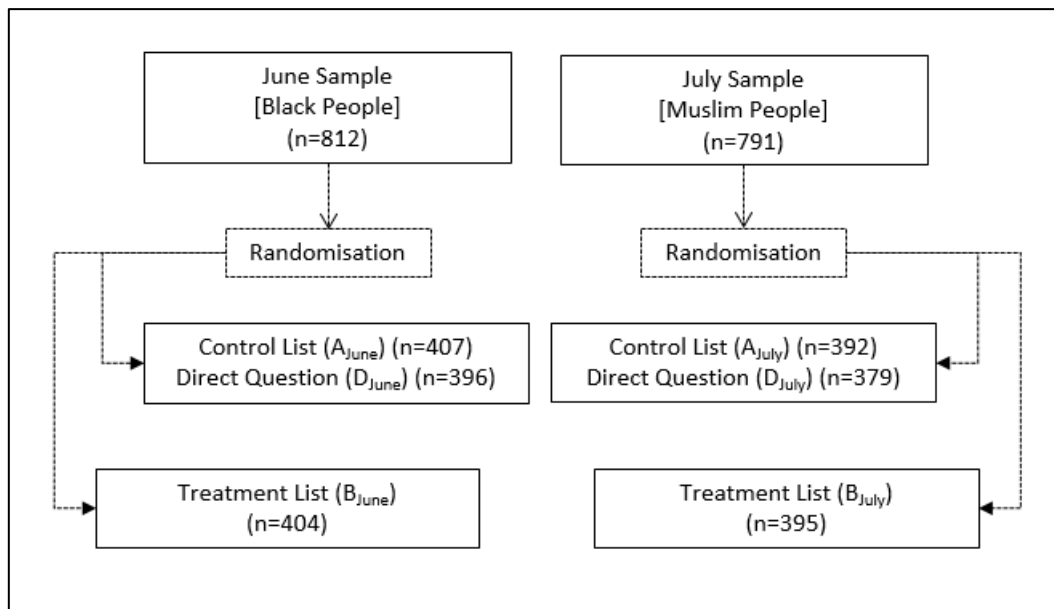 June Sample
[Black People]
(n=812)
July Sample
[Muslim People]
(n=791)
Randomisation
Randomisation
Control List (AJune) (n=407)
Direct Question (DJune) (n=396)
Control List (AJuly) (n=392)
Direct Question (DJuly) (n=379)
Treatment List (BJune)
(n=404)
Treatment List (BJuly)
(n=395)